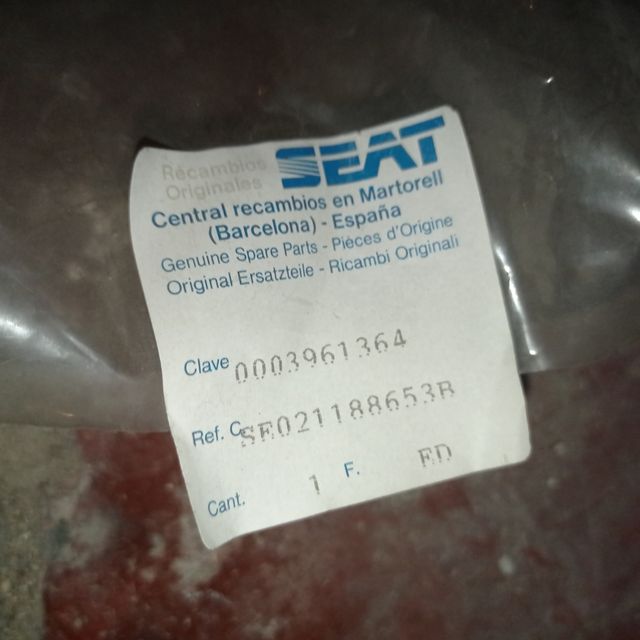 Recambios
Originales
SEAT
Central recambios en Martorell
(Barcelona) - España
Genuine Spare Parts - Pièces d'Origine
Original Ersatzteile - Ricambi Originali
Clave 0003961364
Ref. C. SE021188653B
Cant. 1 F. ED